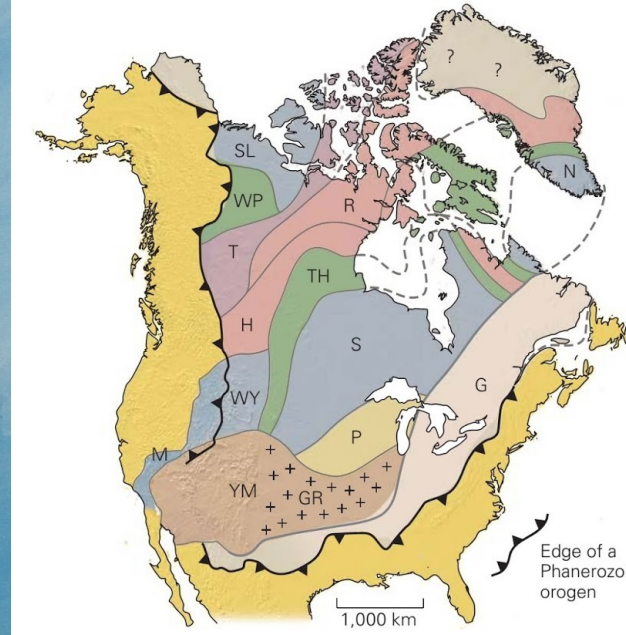 ? ?
SL
N
WP
R
T
TH
H
S
WY
G
P
M
YM
GR
Edge of a
Phanerozo
orogen
1,000 km